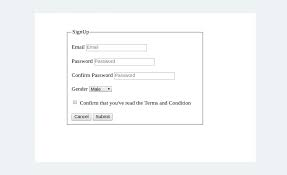 SignUp
Email Email
Password Password
Confirm Password Password
Gender Male
Confirm that you've read the Terms and Condition
Cancel Submit